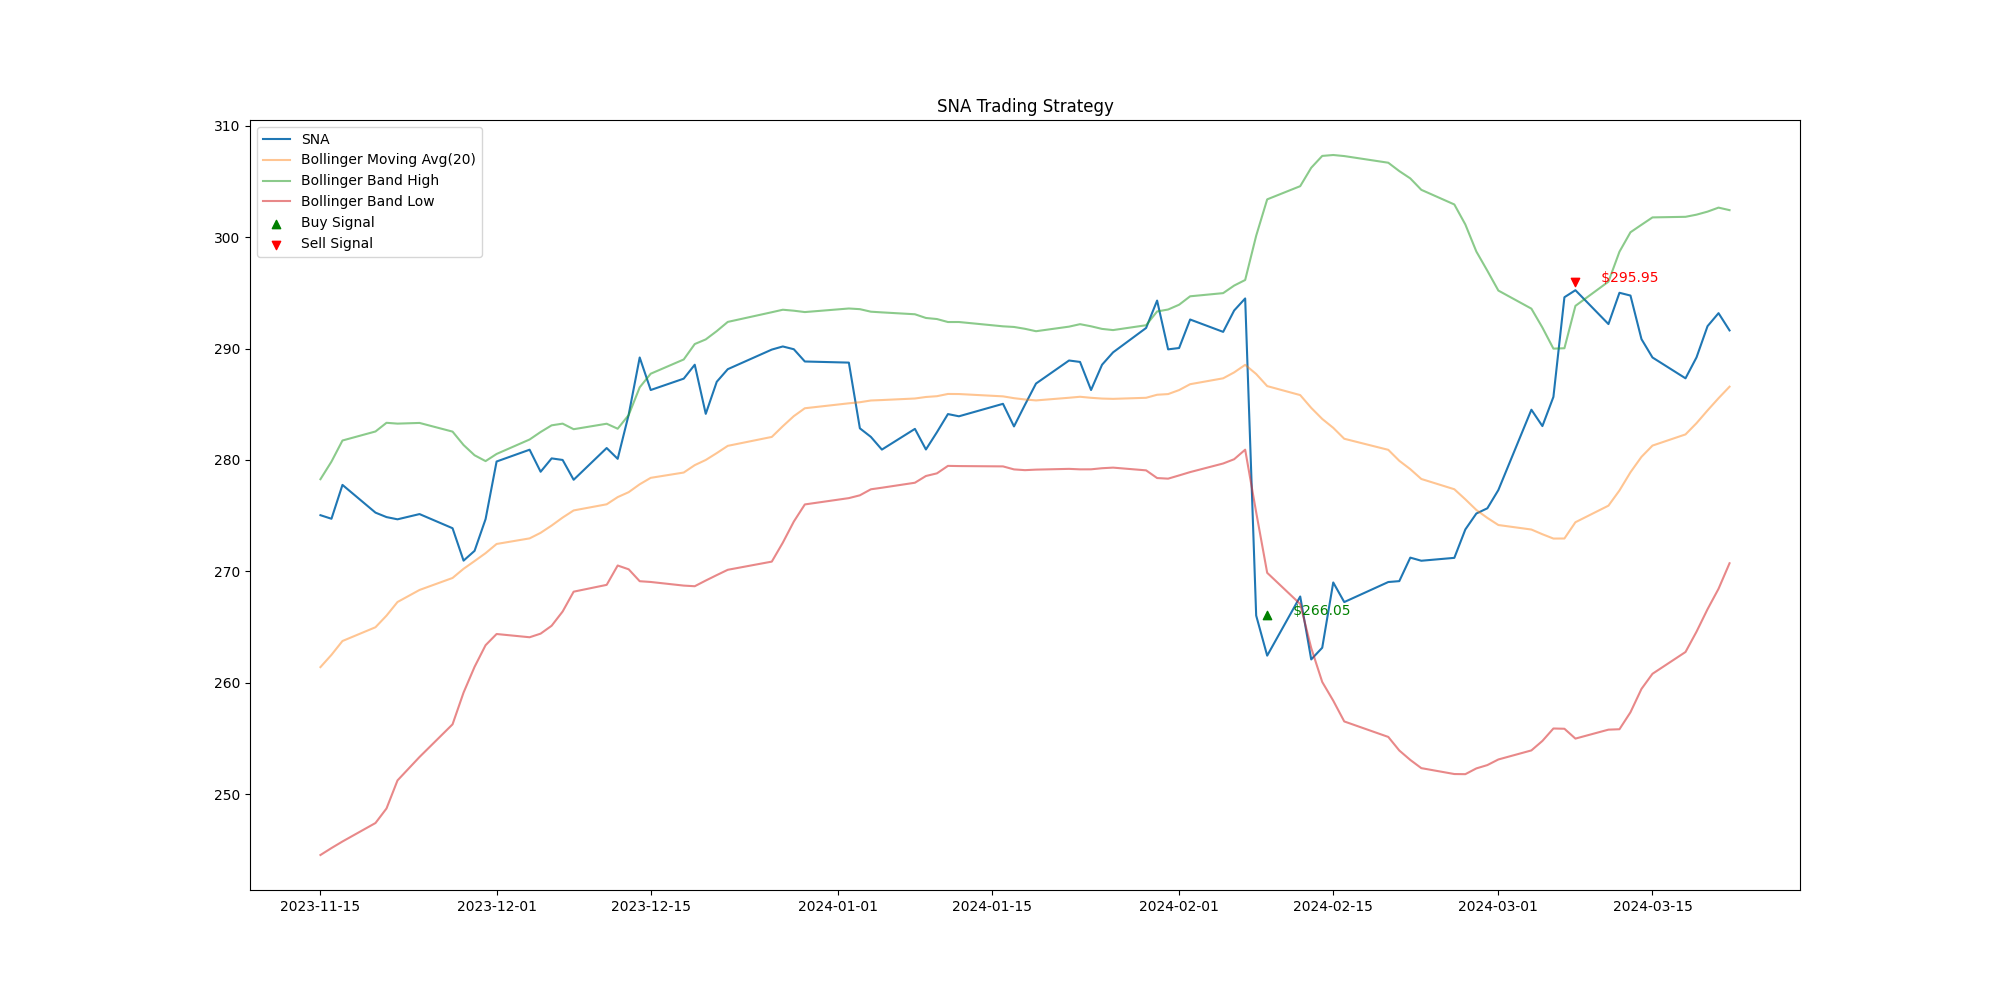 SNA Trading Strategy
310
300
290
280
270
260
250
SNA
Bollinger Moving Avg(20)
Bollinger Band High
Bollinger Band Low
Buy Signal
Sell Signal
$295.95
$266.05
2023-11-15
2023-12-01
2023-12-15
2024-01-01
2024-01-15
2024-02-01
2024-02-15
2024-03-01
2024-03-15